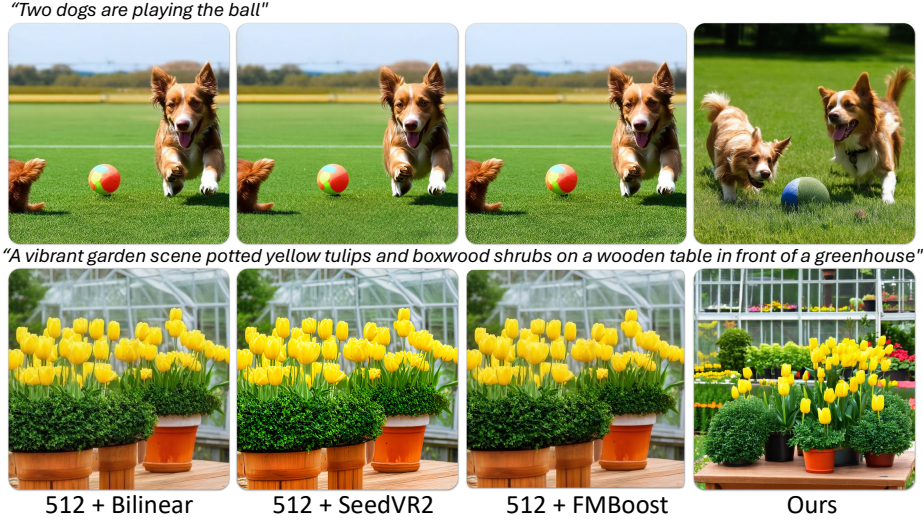 “Two dogs are playing the ball"
“A vibrant garden scene potted yellow tulips and boxwood shrubs on a wooden table in front of a greenhouse"
512 + Bilinear
512 + SeedVR2
512 + FMBoost
Ours